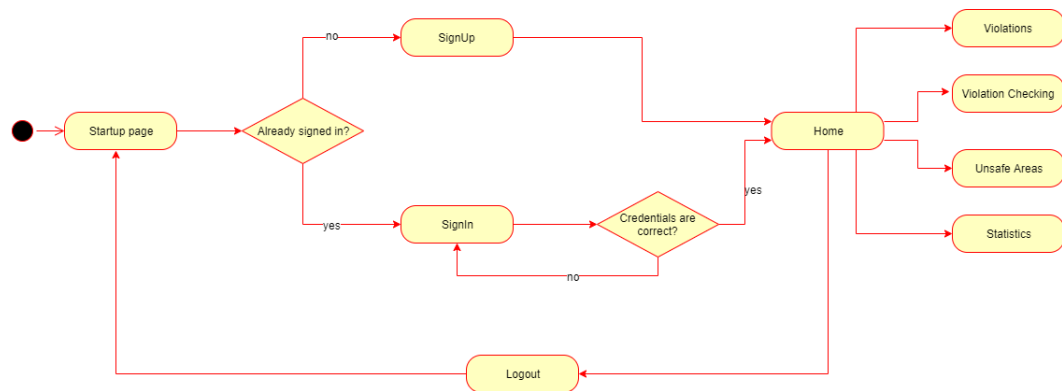 no
SignUp
Violations
Violation Checking
Startup page
Already signed in?
Home
Unsafe Areas
yes
SignIn
Credentials are
correct?
yes
Statistics
no
Logout